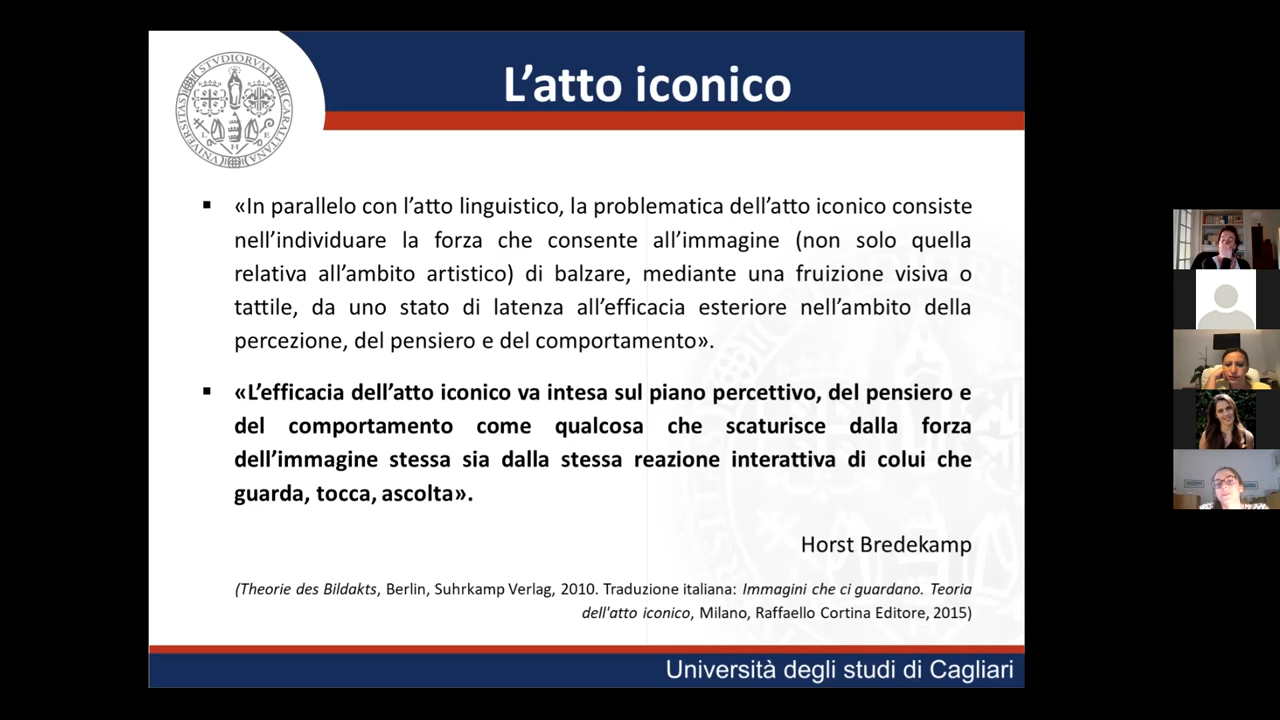 L'atto iconico
STVDIORVM
VNIVERSITAS
CARALITANA
▪ «In parallelo con l'atto linguistico, la problematica dell'atto iconico consiste
nell'individuare la forza che consente all'immagine (non solo quella
relativa all'ambito artistico) di balzare, mediante una fruizione visiva o
tattile, da uno stato di latenza all'efficacia esteriore nell'ambito della
percezione, del pensiero e del comportamento».
▪ «L'efficacia dell'atto iconico va intesa sul piano percettivo, del pensiero e
del comportamento come qualcosa che scaturisce dalla forza
dell'immagine stessa sia dalla stessa reazione interattiva di colui che
guarda, tocca, ascolta».
Horst Bredekamp
(Theorie des Bildakts, Berlin, Suhrkamp Verlag, 2010. Traduzione italiana: Immagini che ci guardano. Teoria
dell'atto iconico, Milano, Raffaello Cortina Editore, 2015)
Università degli studi di Cagliari